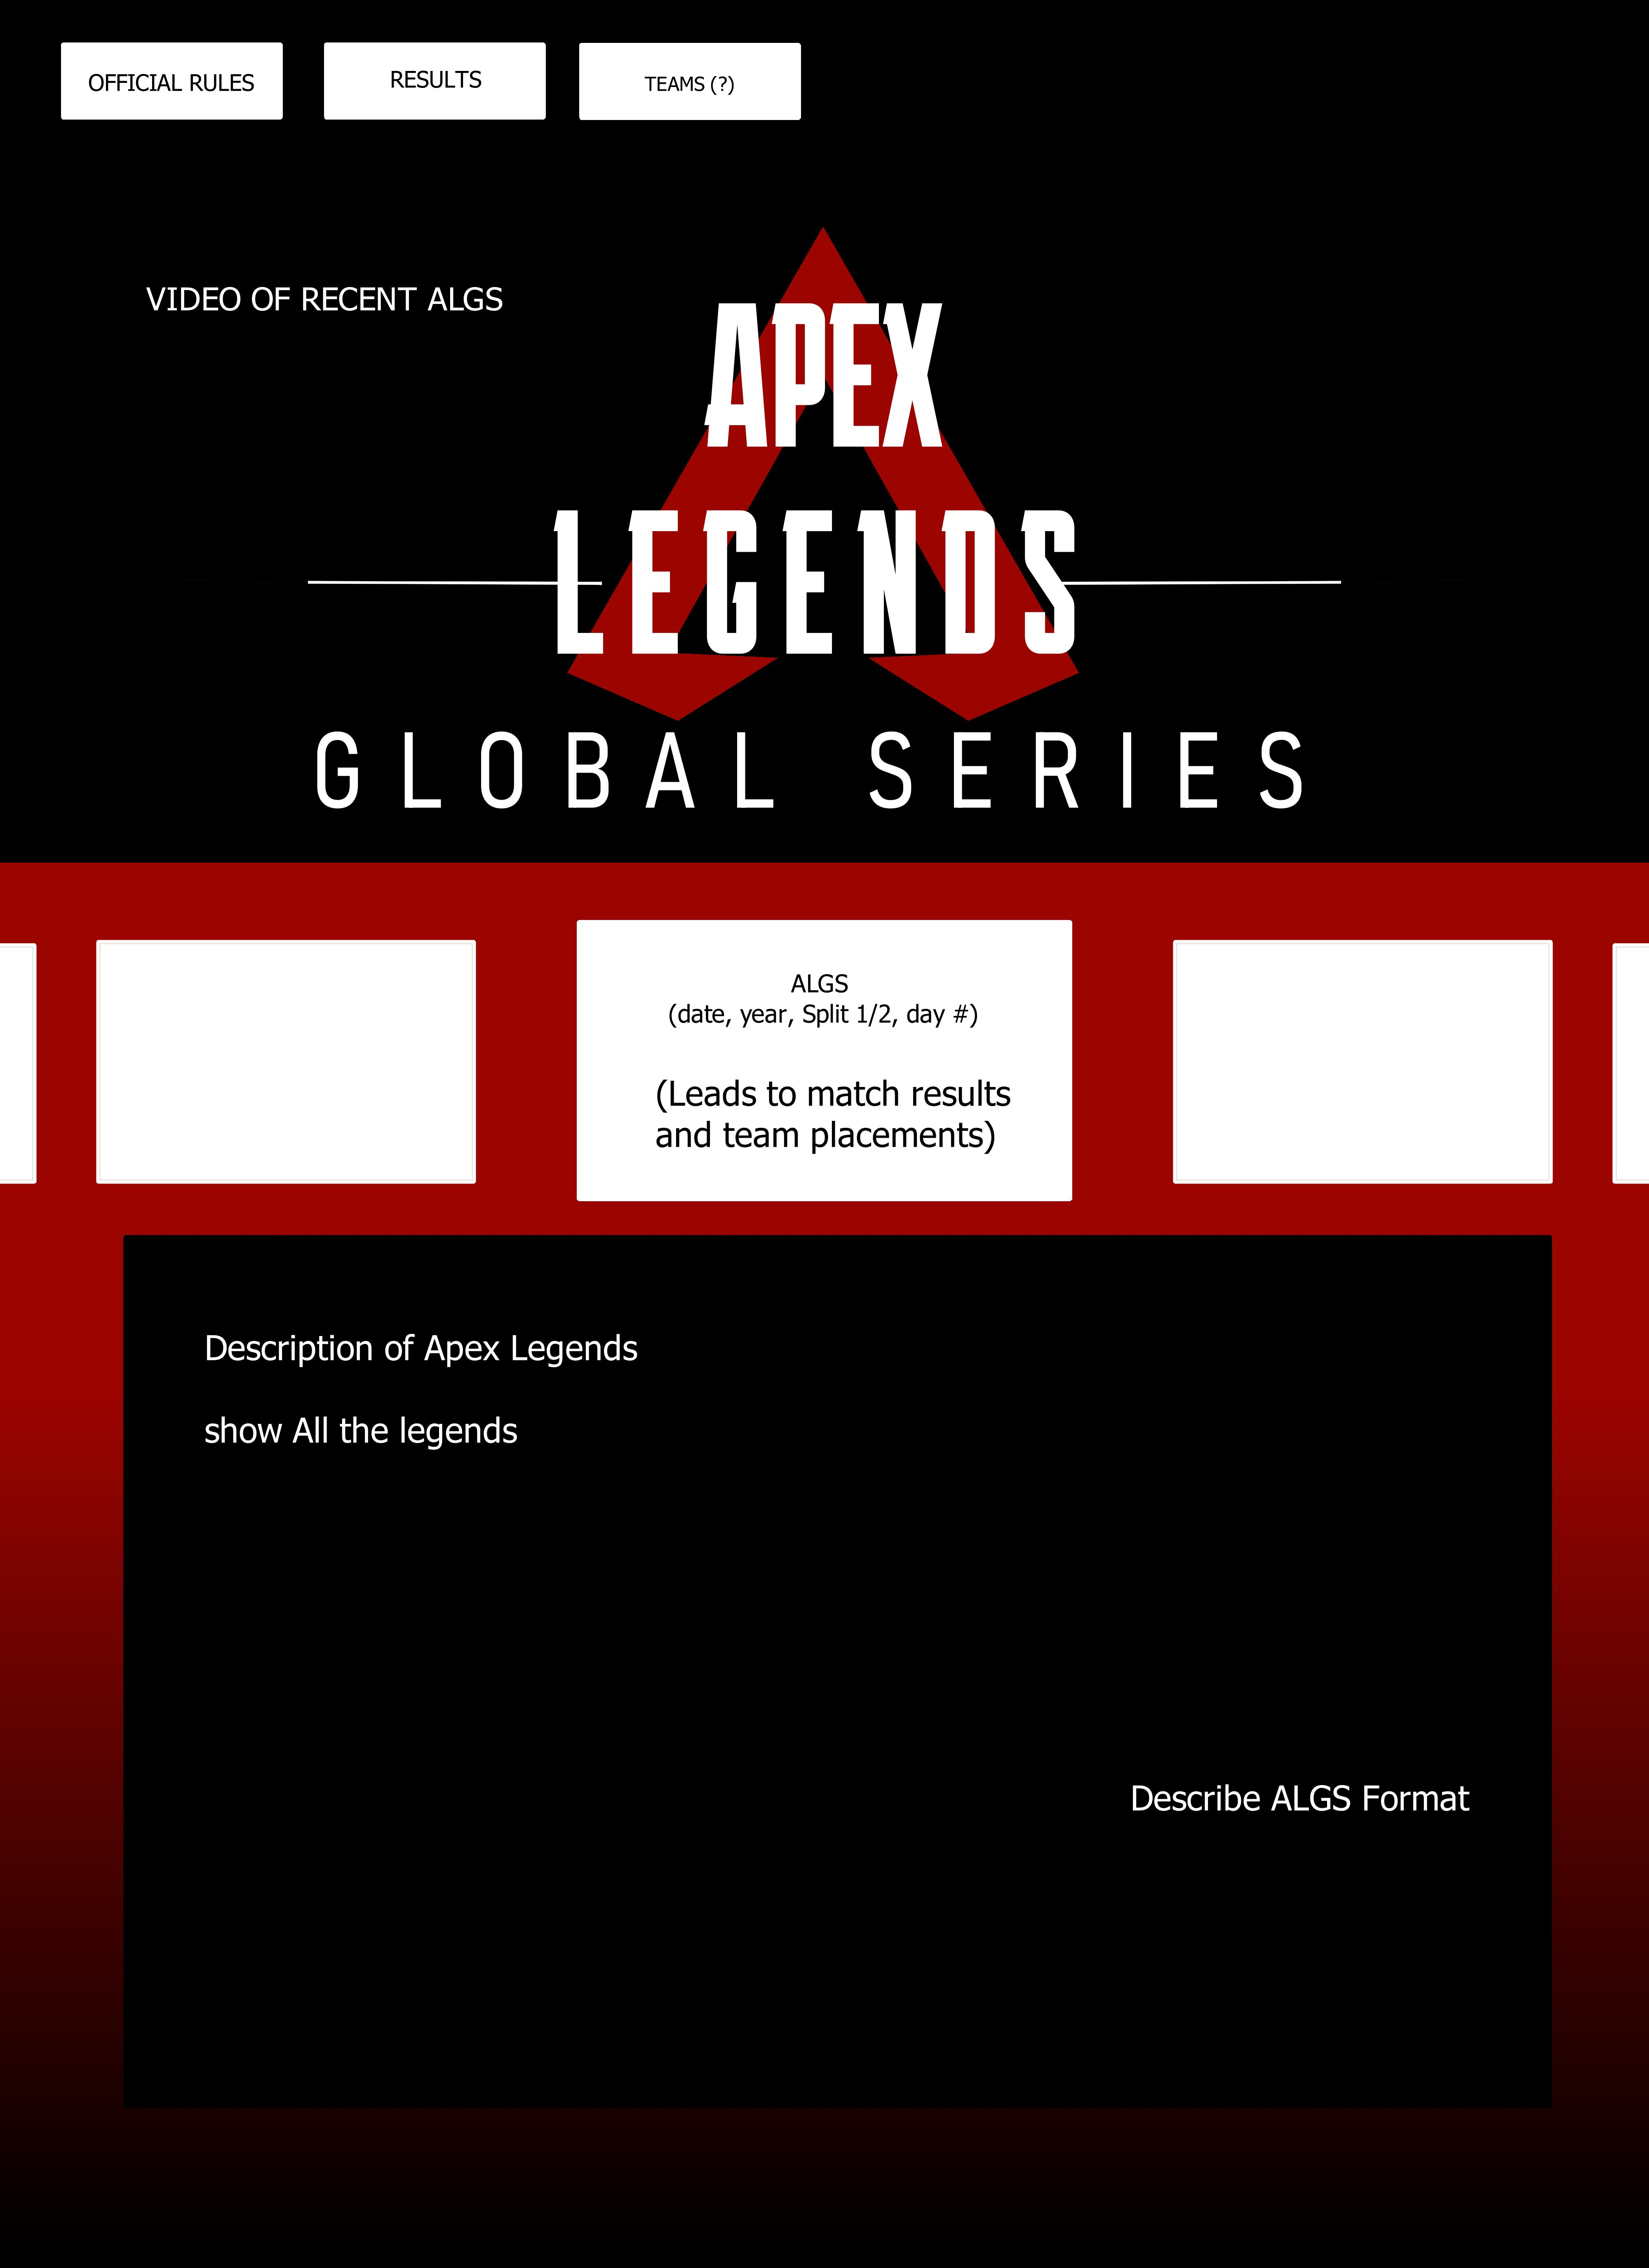 OFFICIAL RULES
RESULTS
TEAMS (?)
VIDEO OF RECENT ALGS
APEX
LEGENDS
GLOBAL SERIES
ALGS
(date, year, Split 1/2, day #)
(Leads to match results
and team placements)
Description of Apex Legends
show All the legends
Describe ALGS Format